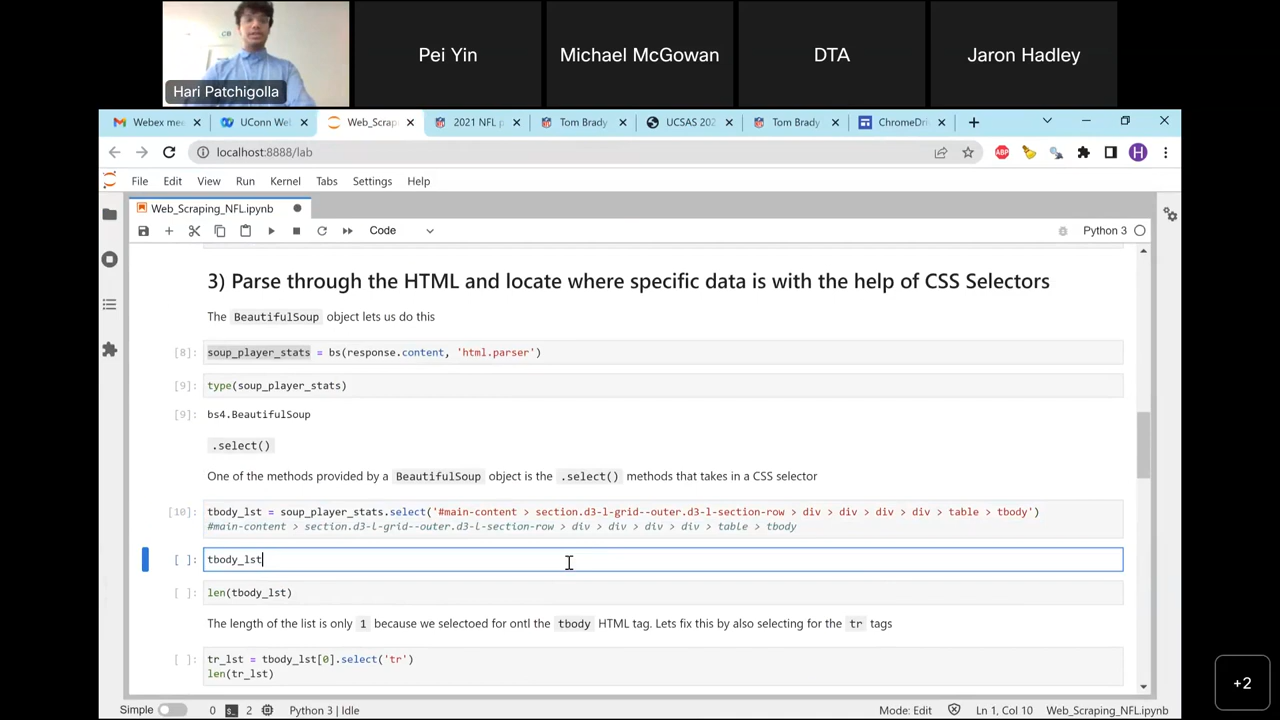 Hari Patchigolla
Pei Yin
Michael McGowan
DTA
Jaron Hadley
Webex mee
UConn Web
Web_Scrap
2021 NFL p
Tom Brady
UCSAS 202
Tom Brady
ChromeDri
localhost:8888/lab
ABP
H
File Edit View Run Kernel Tabs Settings Help
Web_Scraping_NFL.ipynb
Code
Python 3
3) Parse through the HTML and locate where specific data is with the help of CSS Selectors
The BeautifulSoup object lets us do this
[8]: soup_player_stats = bs(response.content, 'html.parser')
[9]: type(soup_player_stats)
[9]: bs4.BeautifulSoup
.select()
One of the methods provided by a BeautifulSoup object is the .select() methods that takes in a CSS selector
[10]: tbody_lst = soup_player_stats.select('#main-content > section.d3-l-grid--outer.d3-l-section-row > div > div > div > div > table > tbody')
#main-content > section.d3-l-grid--outer.d3-l-section-row > div > div > div > div > table > tbody
[ ]: tbody_lst
[ ]: len(tbody_lst)
The length of the list is only 1 because we selectoed for ontl the tbody HTML tag. Lets fix this by also selecting for the tr tags
[ ]: tr_lst = tbody_lst[0].select('tr')
len(tr_lst)
+2
Simple 0 2 Python 3 | Idle Mode: Edit Ln 1, Col 10 Web_Scraping_NFL.ipynb